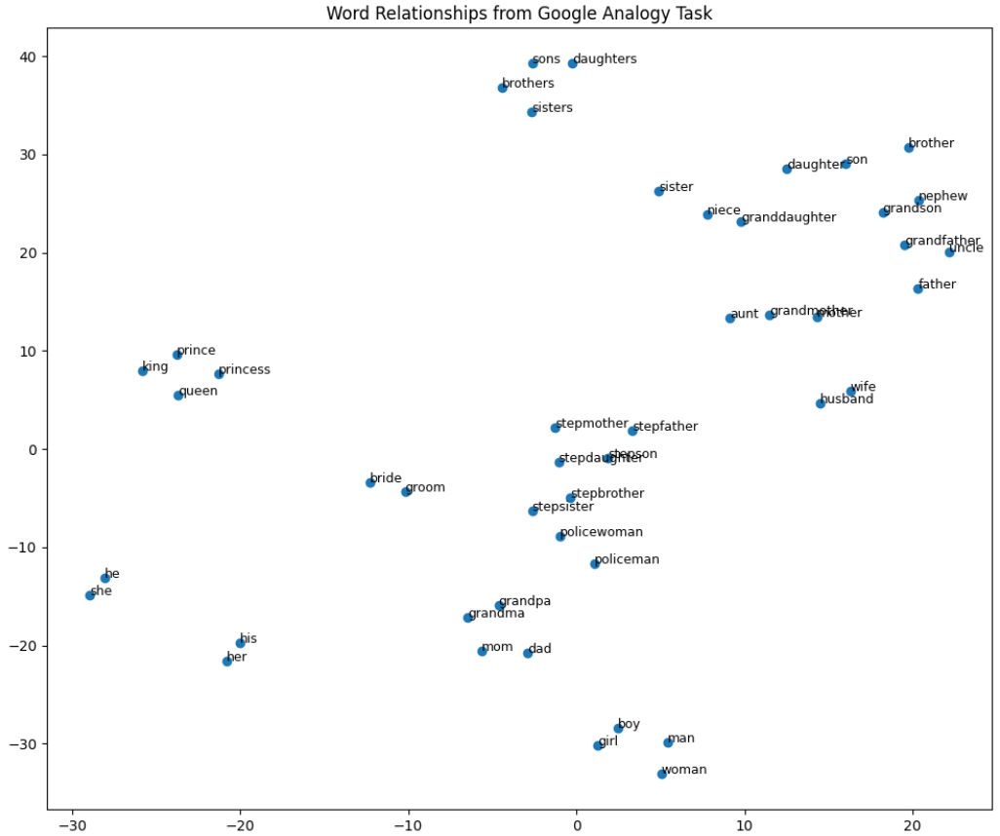 Word Relationships from Google Analogy Task
40
sons
daughters
brothers
sisters
30
brother
daughter
son
sister
nephew
niece
granddaughter
grandson
20
grandfather
uncle
father
aunt
grandmother
mother
10
prince
king
princess
queen
wife
husband
0
stepmother
stepfather
stepdaughter
stepson
bride
groom
stepbrother
stepsister
policewoman
−10
policeman
he
she
grandpa
grandma
−20
his
her
mom
dad
boy
girl
man
−30
woman
−30 −20 −10 0 10 20